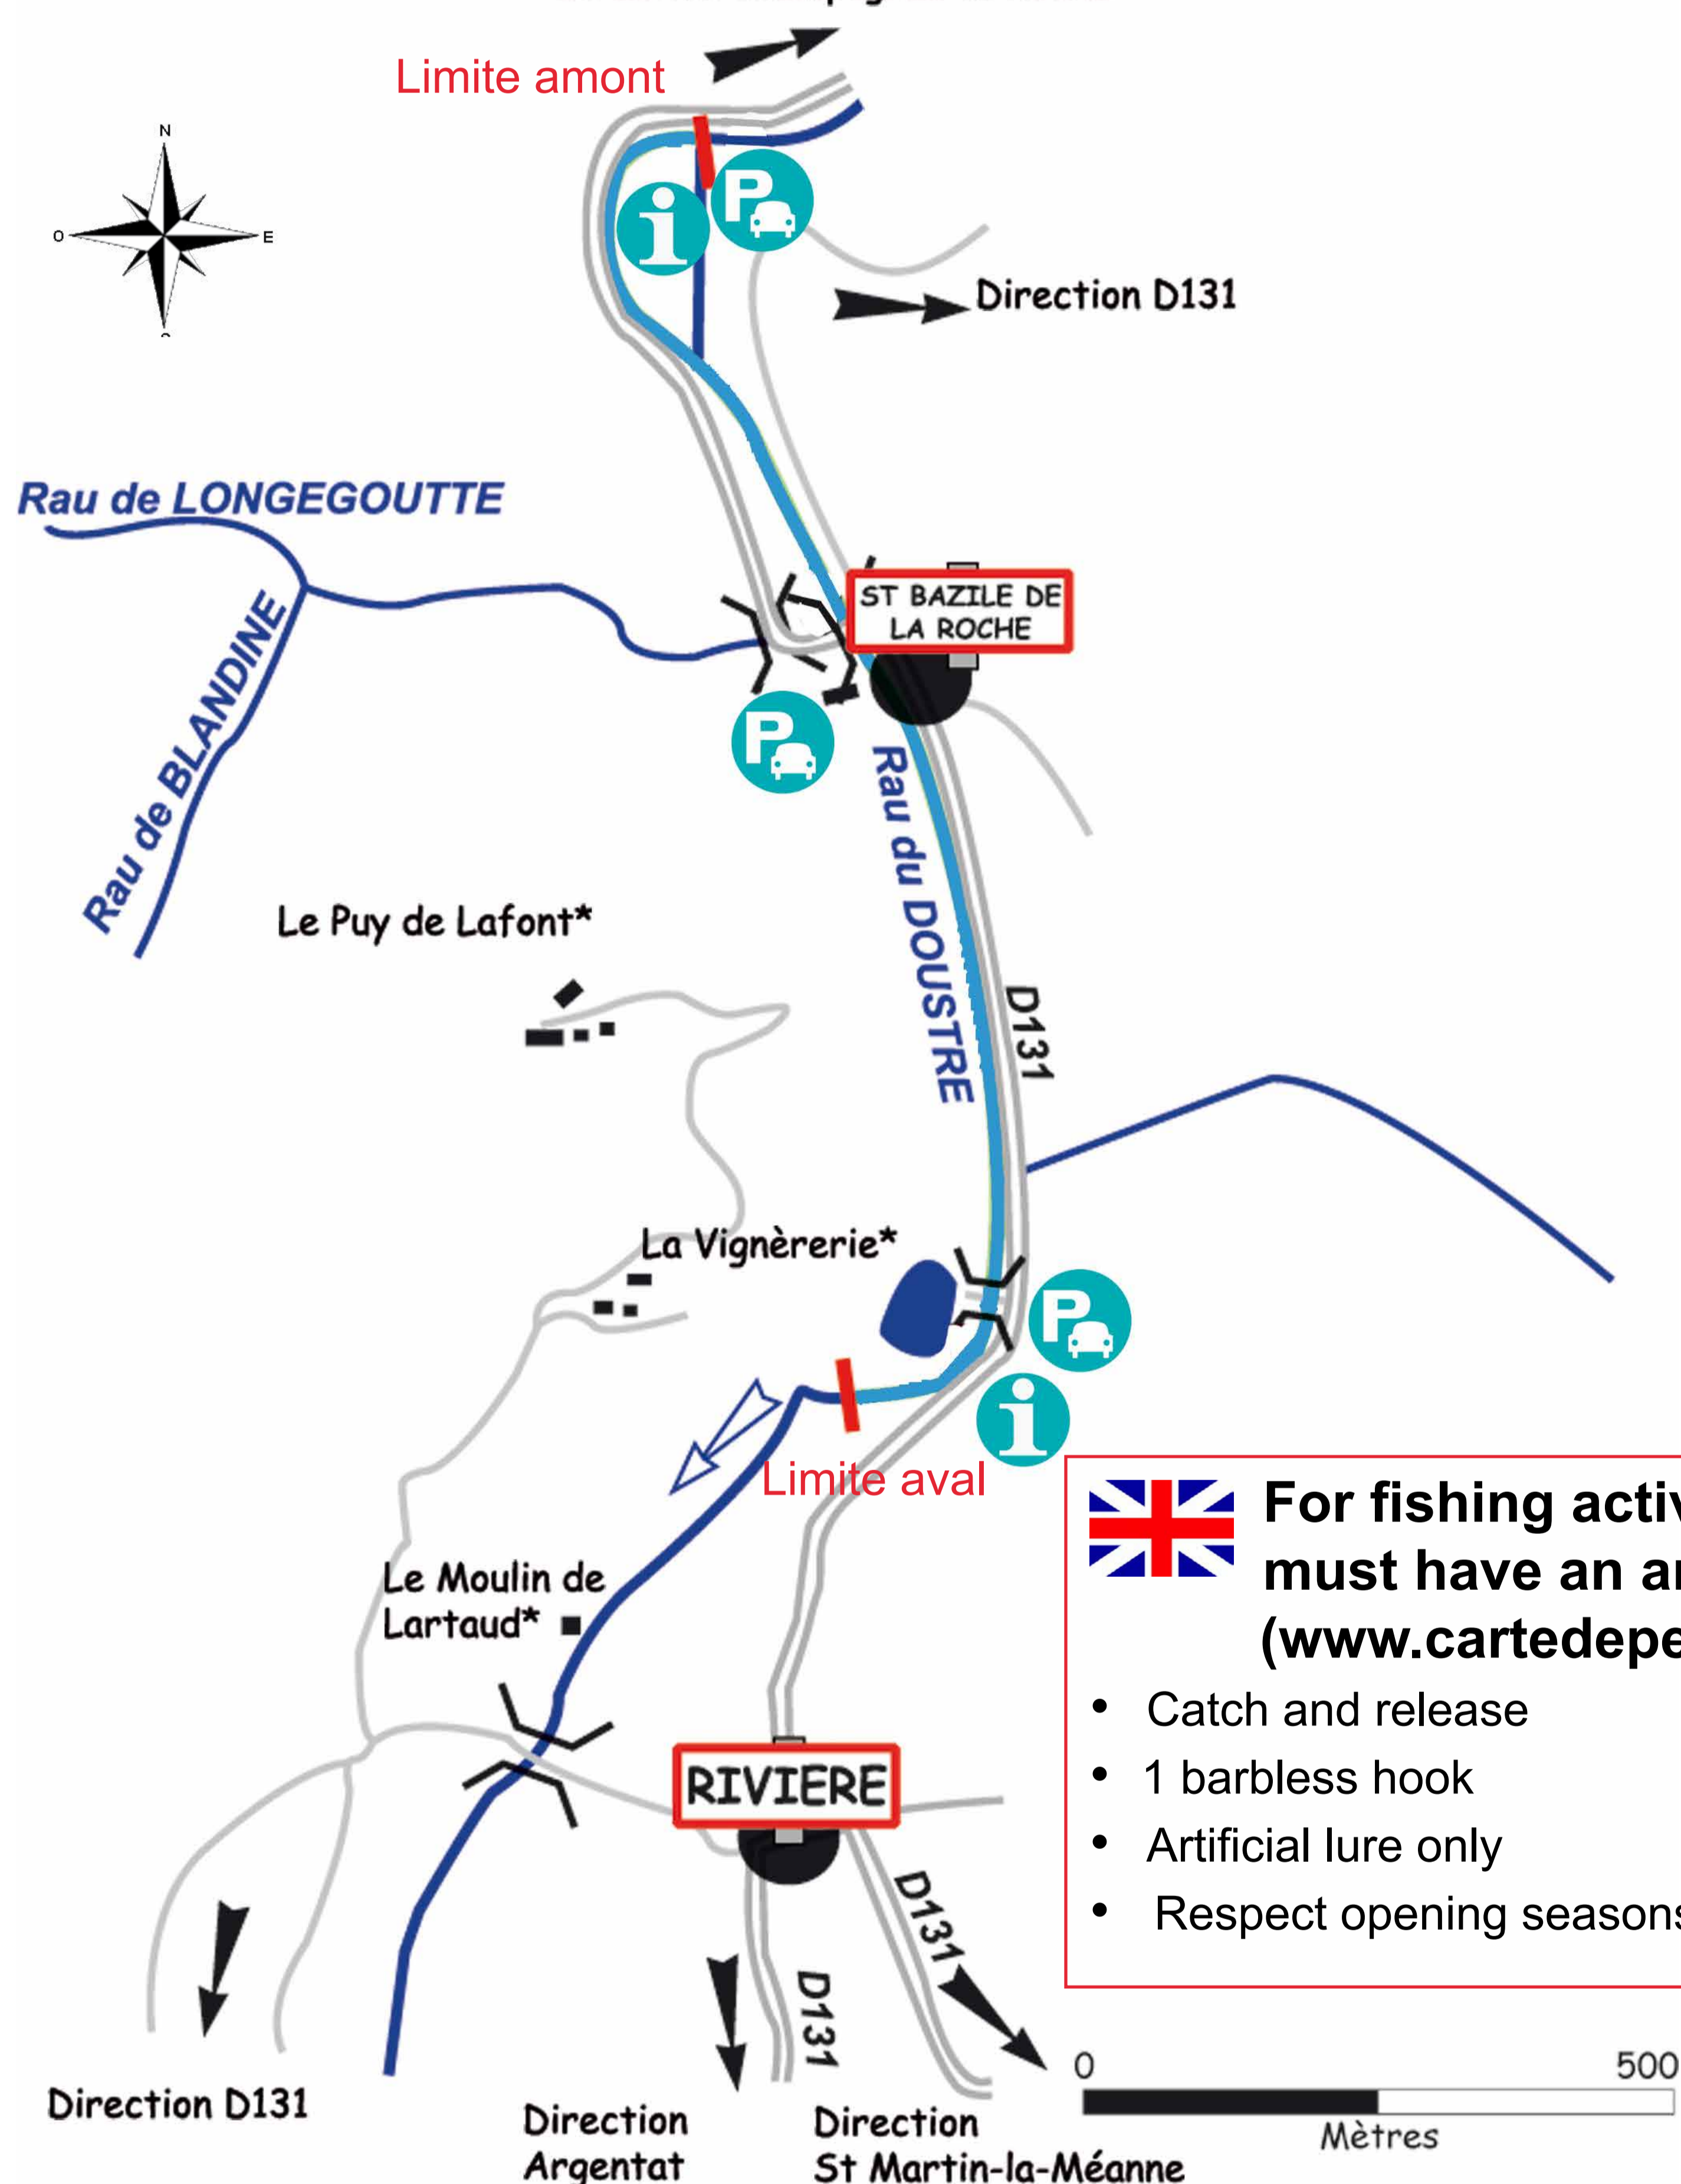 Limite amont
N
O
E
P
i
Direction D131
Rau de LONGEGOUTTE
ST BAZILE DE
LA ROCHE
Rau de BLANDINE
P
Rau du DOUSTRE
Le Puy de Lafont*
D131
La Vignèrerie*
P
i
Limite aval
For fishing activ
must have an a
(www.cartedepe
• Catch and release
• 1 barbless hook
• Artificial lure only
• Respect opening seasons
Le Moulin de
Lartaud*
RIVIERE
D131
D131
0
500
Mètres
Direction D131
Direction
Argentat
Direction
St Martin-la-Méanne